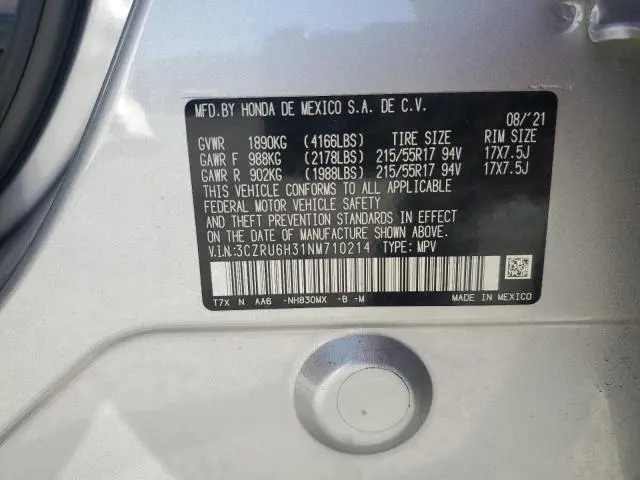 MFD.BY HONDA DE MEXICO S.A. DE C.V.
08/'21
GVWR 1890KG (4166LBS) TIRE SIZE RIM SIZE
GAWR F 988KG (2178LBS) 215/55R17 94V 17X7.5J
GAWR R 902KG (1988LBS) 215/55R17 94V 17X7.5J
THIS VEHICLE CONFORMS TO ALL APPLICABLE
FEDERAL MOTOR VEHICLE SAFETY
AND THEFT PREVENTION STANDARDS IN EFFECT
ON THE DATE OF MANUFACTURE SHOWN ABOVE.
V.I.N.:3CZRU6H31NM710214 TYPE: MPV
T7X N AA6 -NH830MX -B -M MADE IN MEXICO